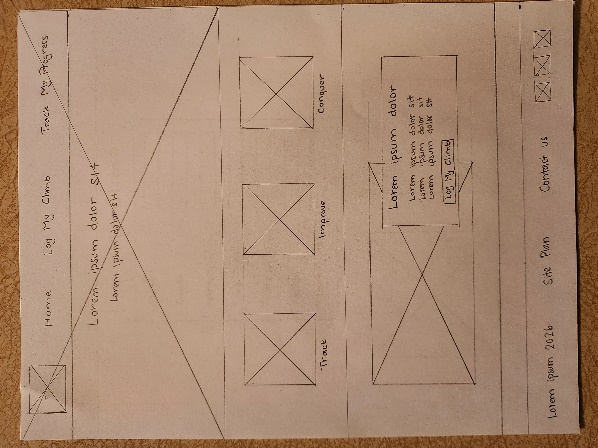 Home
Log My Climb
Track My Progress
Lorem ipsum dolor sit
Lorem ipsum dolor sit
Track
Improve
Conquer
Lorem ipsum dolor
Lorem ipsum dolor sit
Lorem ipsum dolor sit
Lorem ipsum dolor sit
Log My Climb
Lorem ipsum 2026
Site Plan
Contact us